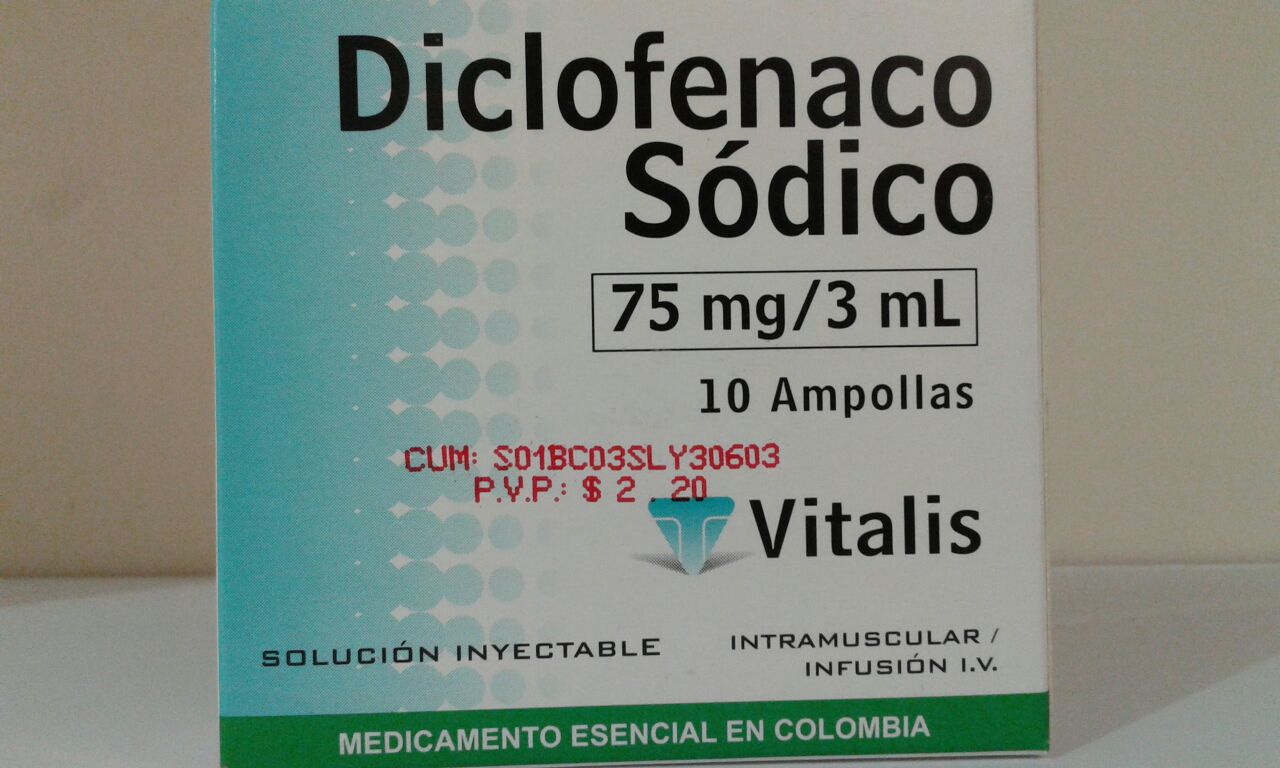 Diclofenaco
Sódico
75 mg/3 mL
10 Ampollas
CUM: S01BC03SLY30603
P.V.P.: $ 2 . 20
Vitalis
SOLUCIÓN INYECTABLE
INTRAMUSCULAR /
INFUSIÓN I.V.
MEDICAMENTO ESENCIAL EN COLOMBIA